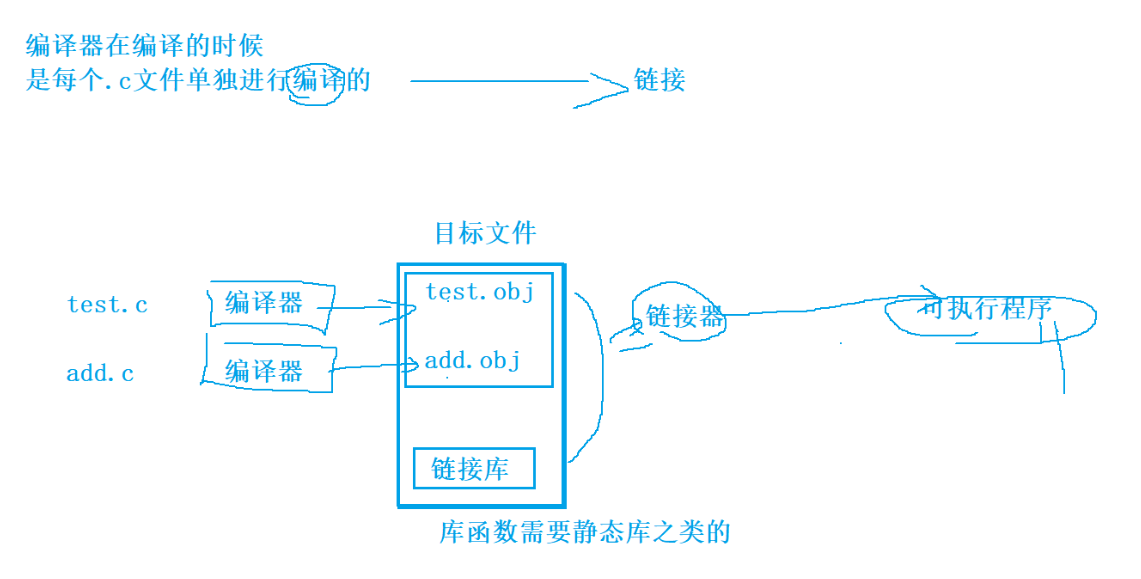 编译器在编译的时候
是每个.c文件单独进行编译的
链接
目标文件
test.c
编译器
test.obj
链接器
可执行程序
add.c
编译器
add.obj
链接库
库函数需要静态库之类的